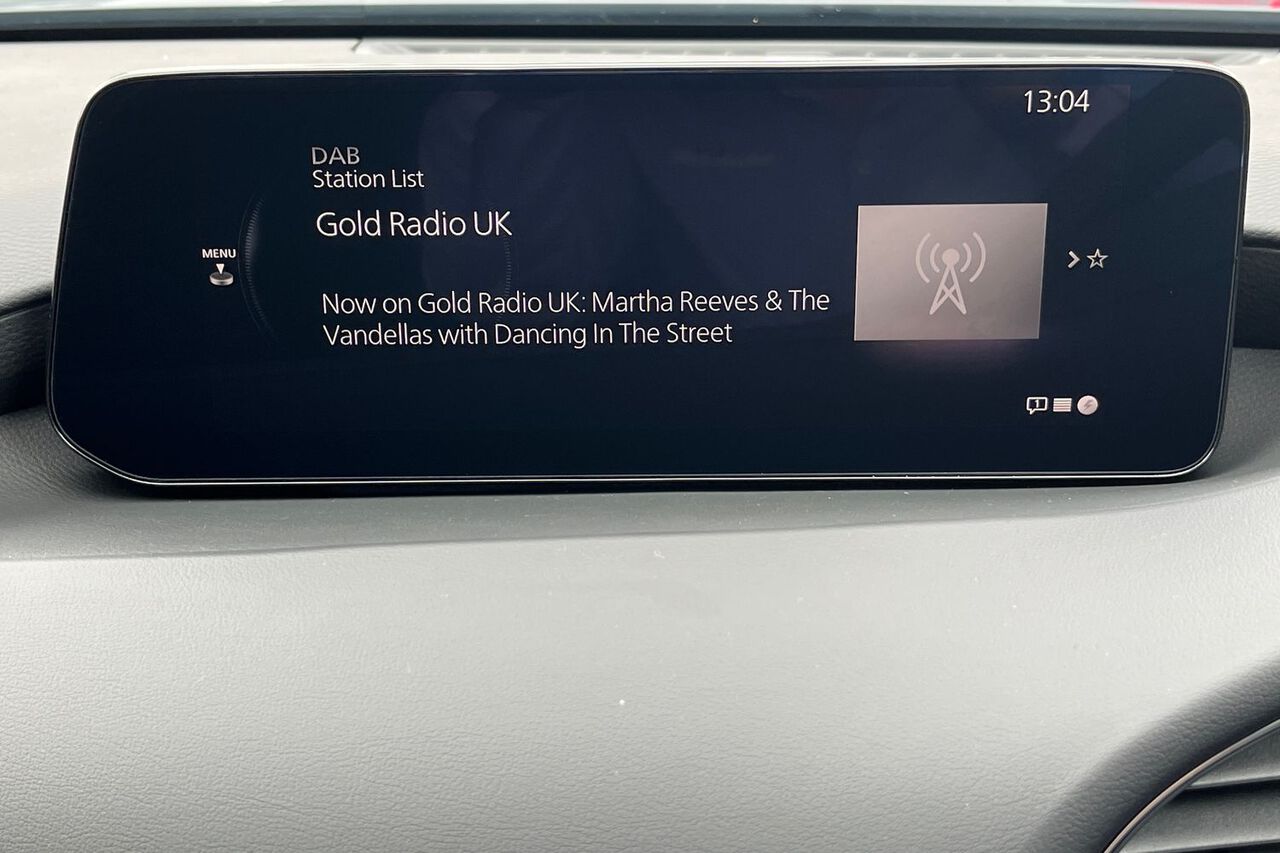 13:04
DAB
Station List
Gold Radio UK
MENU
Now on Gold Radio UK: Martha Reeves & The
Vandellas with Dancing In The Street
1